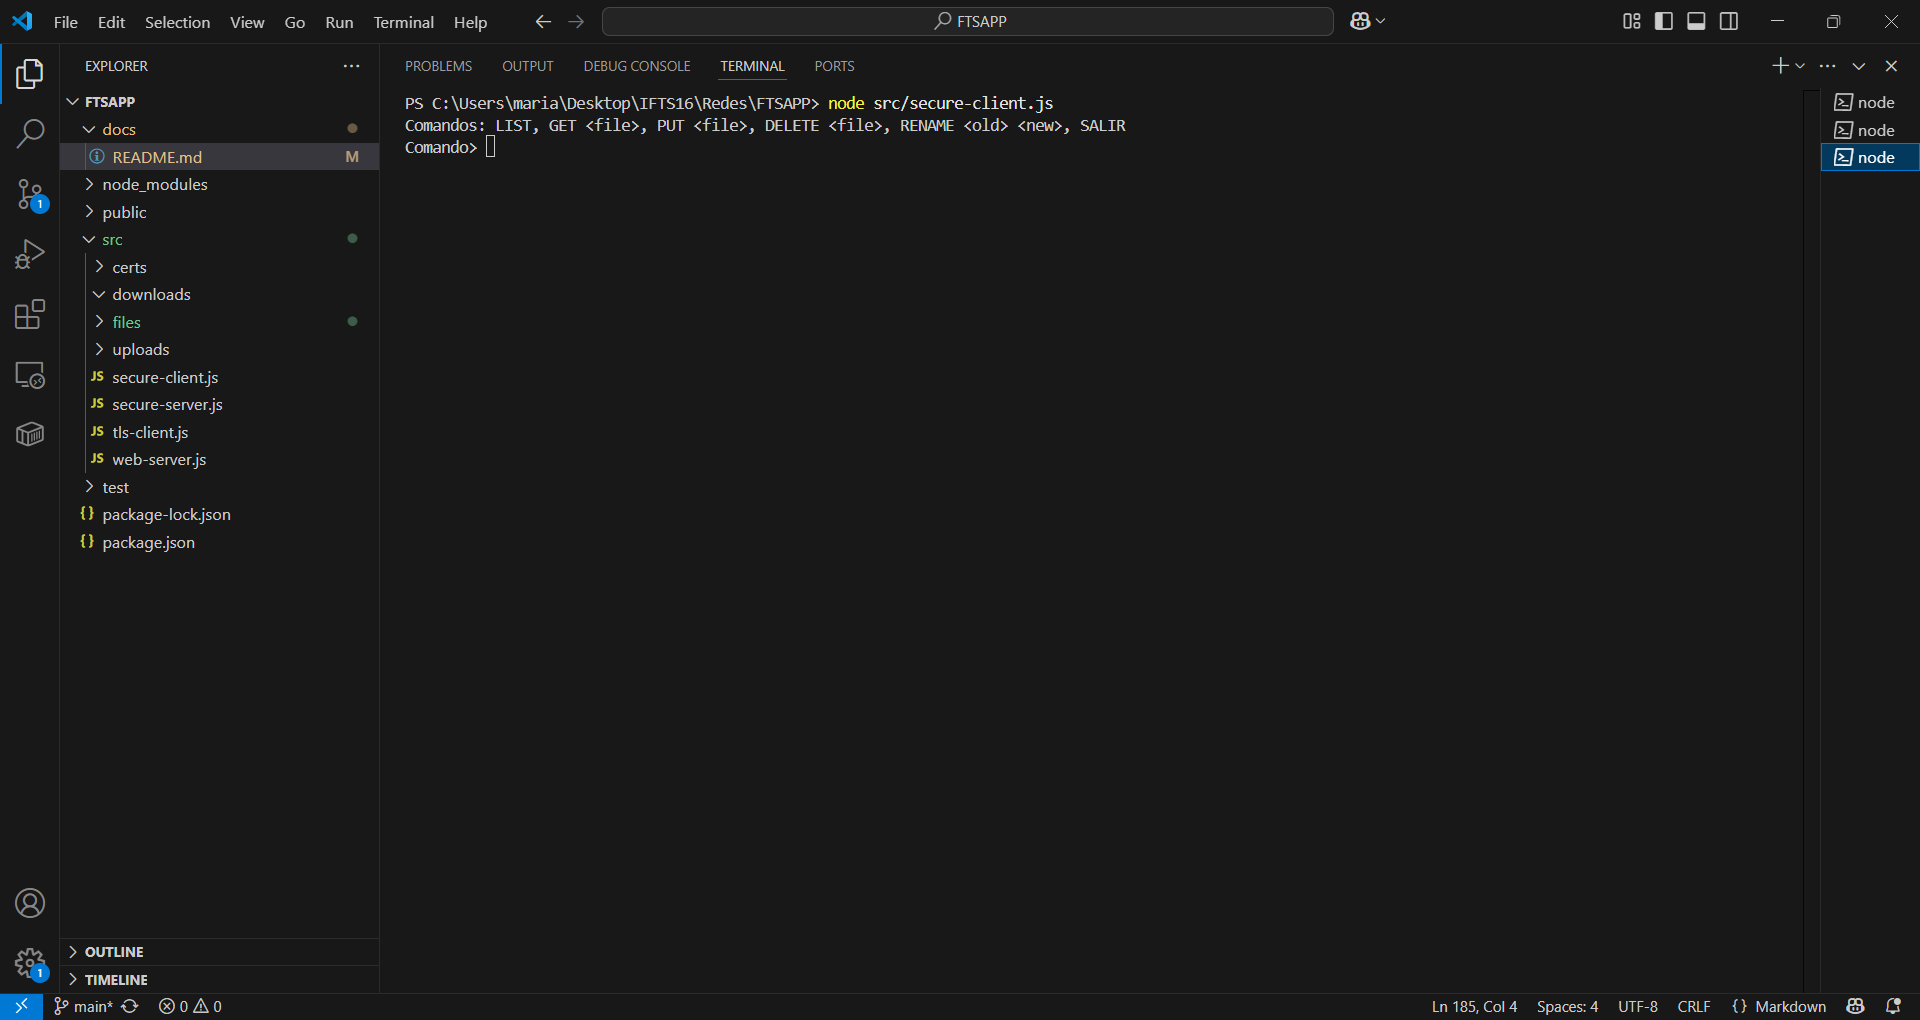 File Edit Selection View Go Run Terminal Help
FTSAPP
EXPLORER
FTSAPP
docs
README.md M
node_modules
public
src
certs
downloads
files
uploads
JS secure-client.js
JS secure-server.js
JS tls-client.js
JS web-server.js
test
{} package-lock.json
{} package.json
OUTLINE
TIMELINE
1
1
PROBLEMS OUTPUT DEBUG CONSOLE TERMINAL PORTS
PS C:\Users\maria\Desktop\IFTS16\Redes\FTSAPP> node src/secure-client.js
Comandos: LIST, GET <file>, PUT <file>, DELETE <file>, RENAME <old> <new>, SALIR
Comando>
node
node
node
main* 0 0
Ln 185, Col 4 Spaces: 4 UTF-8 CRLF {} Markdown